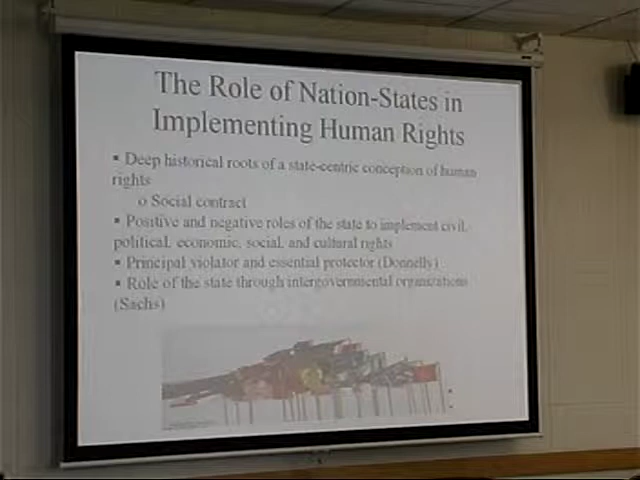 The Role of Nation-States in
Implementing Human Rights
▪ Deep historical roots of a state-centric conception of human
rights
o Social contract
▪ Positive and negative roles of the state to implement civil,
political, economic, social, and cultural rights
▪ Principal violator and essential protector (Donnelly)
▪ Role of the state through intergovernmental organizations
(Sachs)